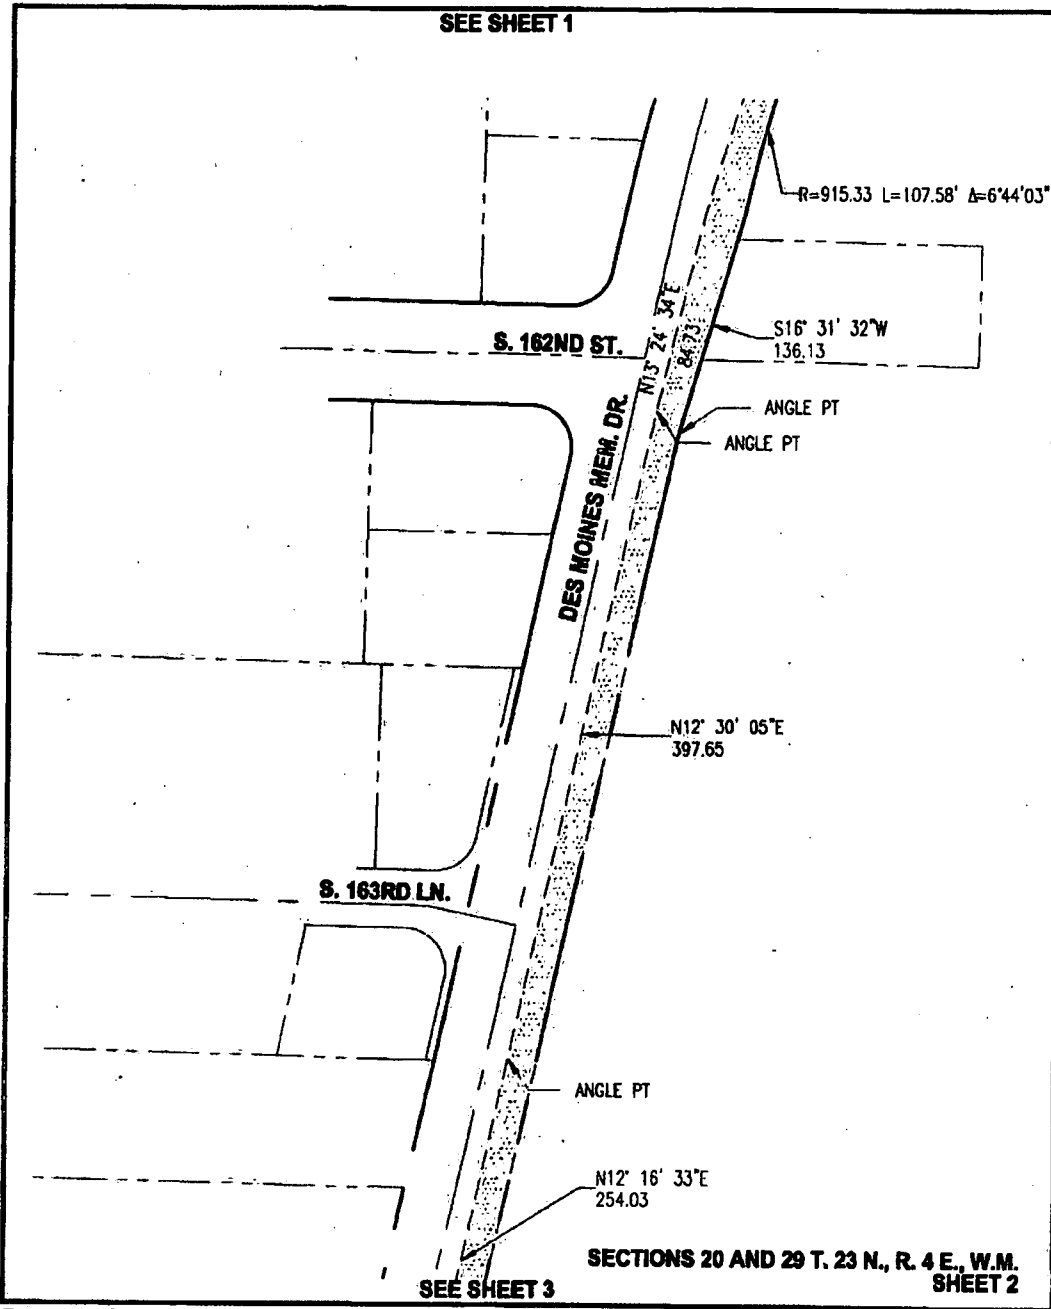 SEE SHEET 1
R=915.33 L=107.58' Δ=6°44'03"
S16° 31' 32"W
136.13
S. 162ND ST.
N13° 24' 34"E
84.73
ANGLE PT
ANGLE PT
DES MOINES MEM. DR.
N12° 30' 05"E
397.65
S. 163RD LN.
ANGLE PT
N12° 16' 33"E
254.03
SECTIONS 20 AND 29 T. 23 N., R. 4 E., W.M.
SHEET 2
SEE SHEET 3